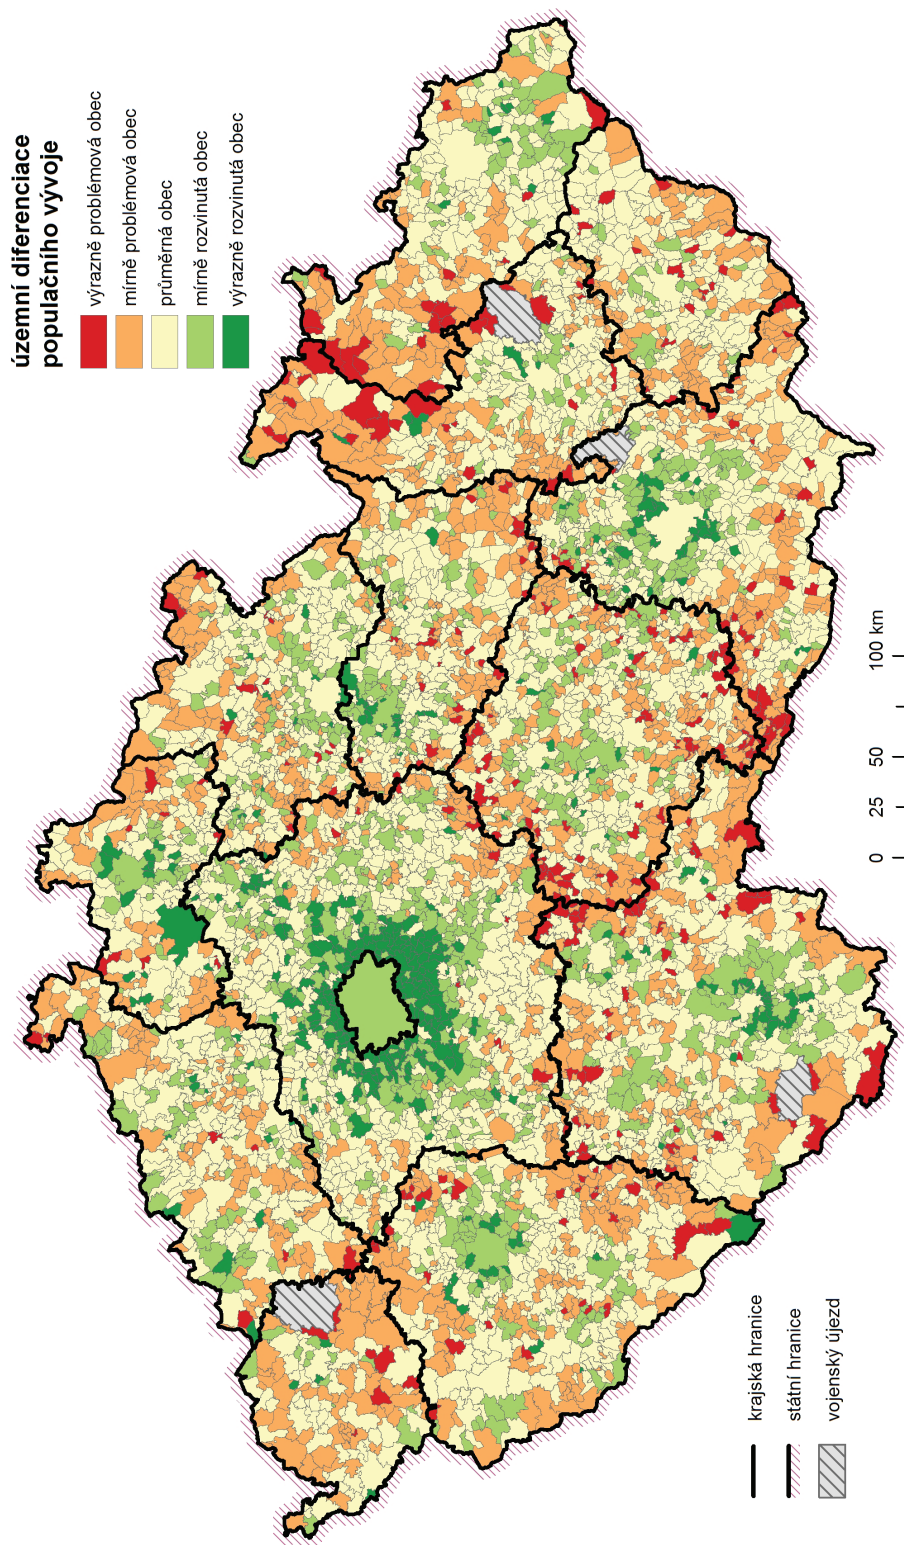 územní diferenciace
populačního vývoje
výrazně problémová obec
mírně problémová obec
průměrná obec
mírně rozvinutá obec
výrazně rozvinutá obec
krajská hranice
státní hranice
vojenský újezd
0 25 50 100 km